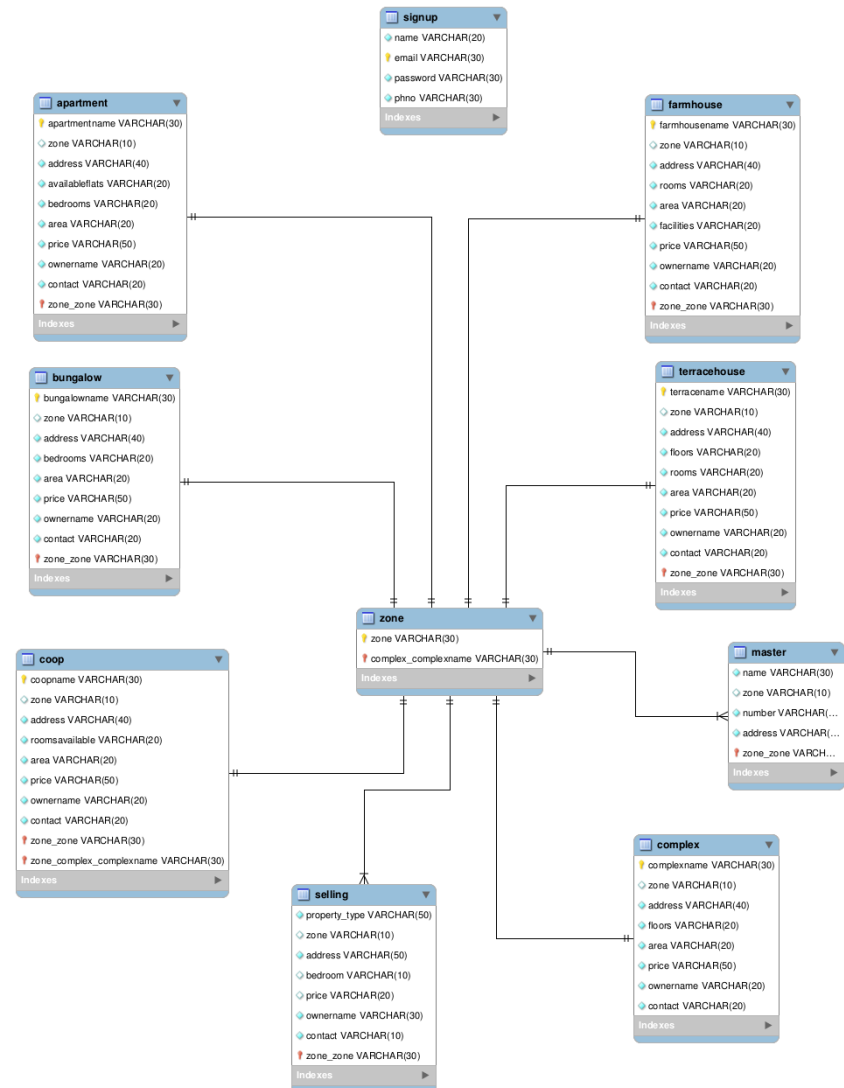 signup
name VARCHAR(20)
email VARCHAR(30)
password VARCHAR(30)
phno VARCHAR(30)
Indexes
apartment
apartmentname VARCHAR(30)
zone VARCHAR(10)
address VARCHAR(40)
availableflats VARCHAR(20)
bedrooms VARCHAR(20)
area VARCHAR(20)
price VARCHAR(50)
ownername VARCHAR(20)
contact VARCHAR(20)
zone_zone VARCHAR(30)
Indexes
farmhouse
farmhousename VARCHAR(30)
zone VARCHAR(10)
address VARCHAR(40)
rooms VARCHAR(20)
area VARCHAR(20)
facilities VARCHAR(20)
price VARCHAR(50)
ownername VARCHAR(20)
contact VARCHAR(20)
zone_zone VARCHAR(30)
Indexes
bungalow
bungalowname VARCHAR(30)
zone VARCHAR(10)
address VARCHAR(40)
bedrooms VARCHAR(20)
area VARCHAR(20)
price VARCHAR(50)
ownername VARCHAR(20)
contact VARCHAR(20)
zone_zone VARCHAR(30)
Indexes
terracehouse
terracename VARCHAR(30)
zone VARCHAR(10)
address VARCHAR(40)
floors VARCHAR(20)
rooms VARCHAR(20)
area VARCHAR(20)
price VARCHAR(50)
ownername VARCHAR(20)
contact VARCHAR(20)
zone_zone VARCHAR(30)
Indexes
zone
zone VARCHAR(30)
complex_complexname VARCHAR(30)
Indexes
coop
coopname VARCHAR(30)
zone VARCHAR(10)
address VARCHAR(40)
roomsavailable VARCHAR(20)
area VARCHAR(20)
price VARCHAR(50)
ownername VARCHAR(20)
contact VARCHAR(20)
zone_zone VARCHAR(30)
zone_complex_complexname VARCHAR(30)
Indexes
master
name VARCHAR(30)
zone VARCHAR(10)
number VARCHAR(...
address VARCHAR(...
zone_zone VARCH...
Indexes
selling
property_type VARCHAR(50)
zone VARCHAR(10)
address VARCHAR(50)
bedroom VARCHAR(10)
price VARCHAR(20)
ownername VARCHAR(30)
contact VARCHAR(10)
zone_zone VARCHAR(30)
Indexes
complex
complexname VARCHAR(30)
zone VARCHAR(10)
address VARCHAR(40)
floors VARCHAR(20)
area VARCHAR(20)
price VARCHAR(50)
ownername VARCHAR(20)
contact VARCHAR(20)
Indexes